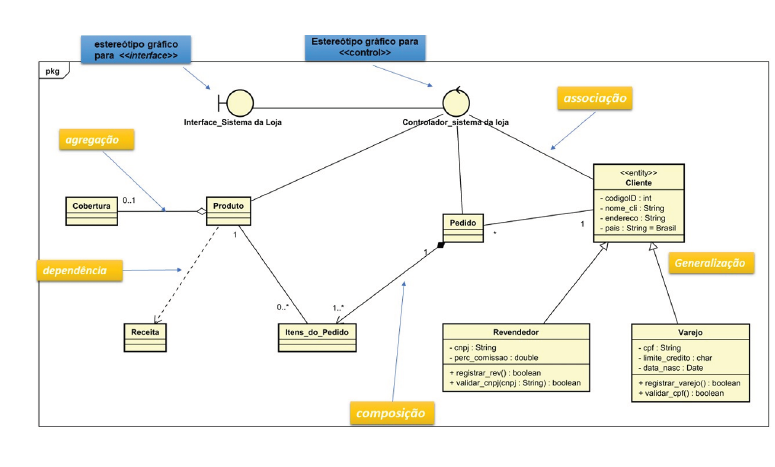 estereótipo gráfico
para <<interface>>
Estereótipo gráfico para
<<control>>
pkg
Interface_Sistema da Loja
Controlador_sistema da loja
associação
agregação
<<entity>>
Cliente
- codigoID : int
- nome_cli : String
- endereco : String
- pais : String = Brasil
Cobertura
0..1
Produto
1
Pedido
1
*
1
Generalização
dependência
0..*
1..*
Receita
Itens_do_Pedido
Revendedor
- cnpj : String
- perc_comissao : double
+ registrar_rev() : boolean
+ validar_cnpj(cnpj : String) : boolean
Varejo
- cpf : String
- limite_credito : char
- data_nasc : Date
+ registrar_varejo() : boolean
+ validar_cpf() : boolean
composição